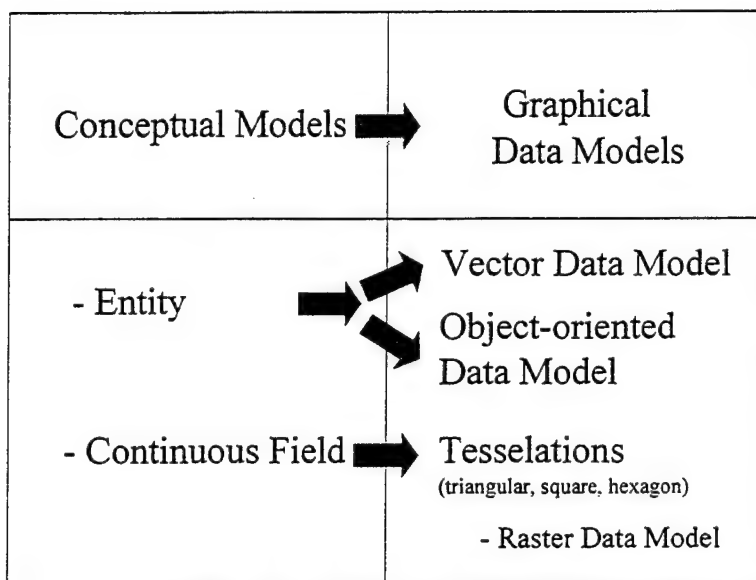 Conceptual Models
Graphical
Data Models
- Entity
Vector Data Model
Object-oriented
Data Model
- Continuous Field
Tesselations
(triangular, square, hexagon)
- Raster Data Model